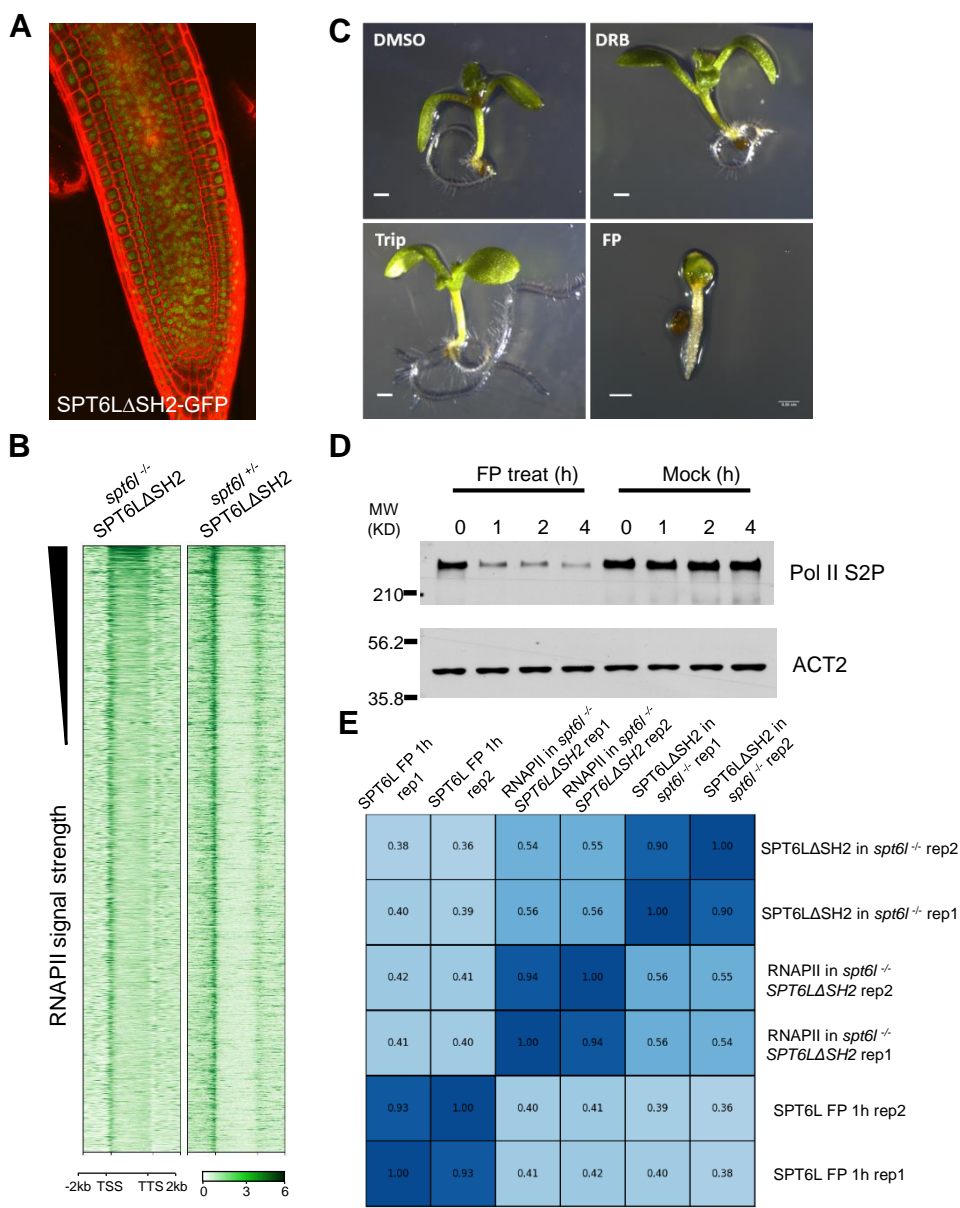 A
SPT6LΔSH2-GFP
B
spt6l -/-
SPT6LΔSH2
spt6l +/-
SPT6LΔSH2
RNAPII signal strength
-2kb TSS TTS 2kb
0 3 6
C
DMSO
DRB
Trip
FP
D
FP treat (h)
Mock (h)
MW
(KD)
0 1 2 4 0 1 2 4
210
Pol II S2P
56.2
35.8
ACT2
E
SPT6L FP 1h
rep1
SPT6L FP 1h
rep2
RNAPII in spt6l -/-
SPT6LΔSH2 rep1
RNAPII in spt6l -/-
SPT6LΔSH2 rep2
SPT6LΔSH2 in
spt6l -/- rep1
SPT6LΔSH2 in
spt6l -/- rep2
0.38 0.36 0.54 0.55 0.90 1.00
SPT6LΔSH2 in spt6l -/- rep2
0.40 0.39 0.56 0.56 1.00 0.90
SPT6LΔSH2 in spt6l -/- rep1
0.42 0.41 0.94 1.00 0.56 0.55
RNAPII in spt6l -/-
SPT6LΔSH2 rep2
0.41 0.40 1.00 0.94 0.56 0.54
RNAPII in spt6l -/-
SPT6LΔSH2 rep1
0.93 1.00 0.40 0.41 0.39 0.36
SPT6L FP 1h rep2
1.00 0.93 0.41 0.42 0.40 0.38
SPT6L FP 1h rep1